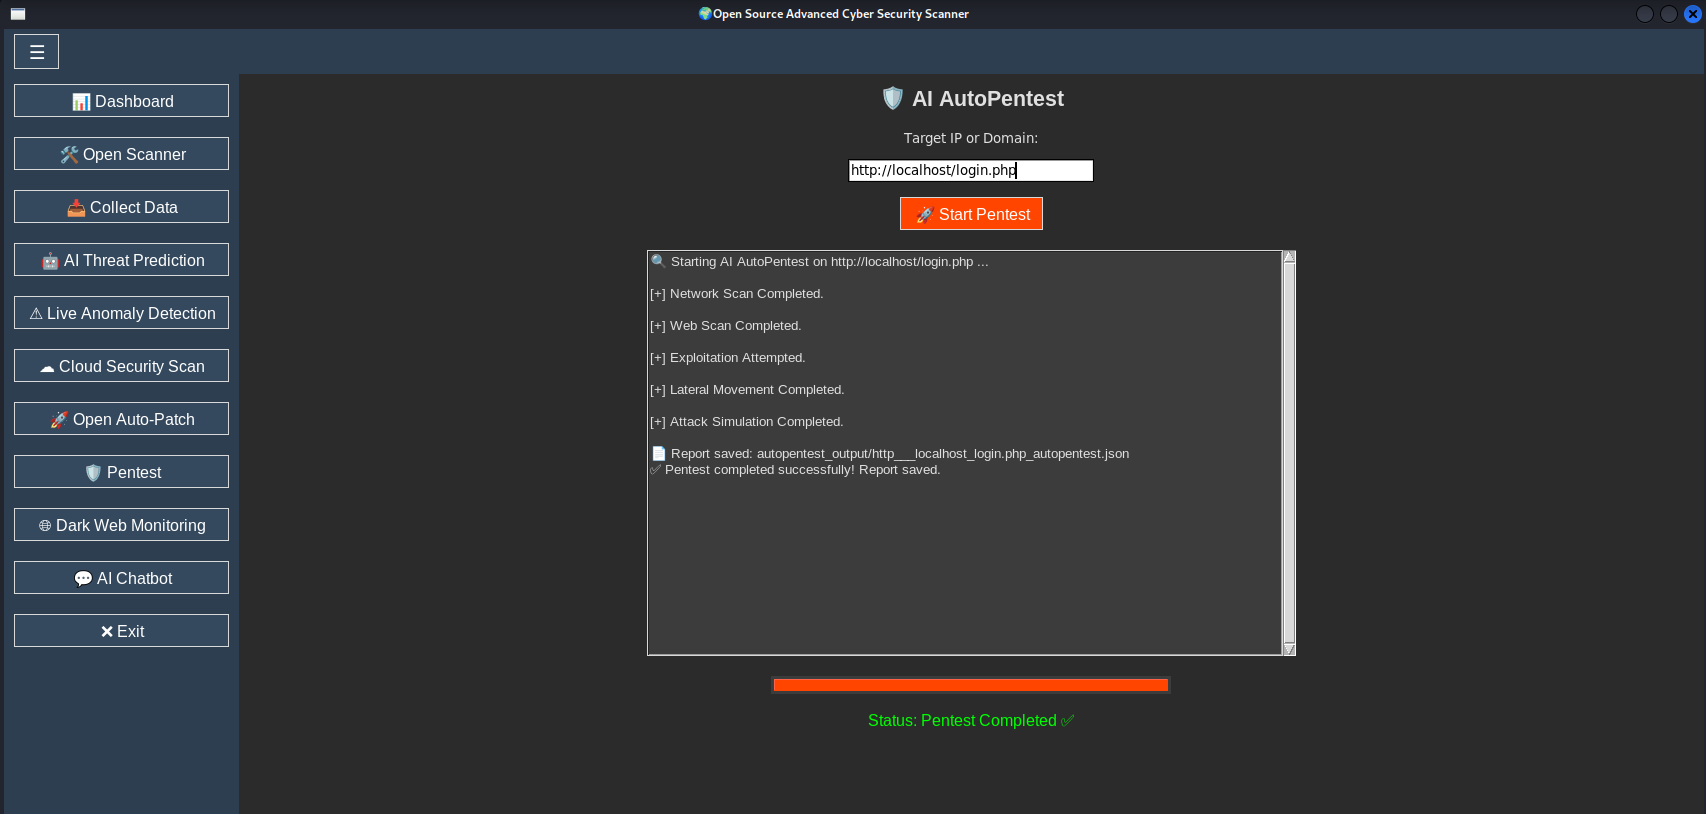 🌍Open Source Advanced Cyber Security Scanner
☰
📊 Dashboard
🛠️ Open Scanner
📥 Collect Data
🤖 AI Threat Prediction
⚠ Live Anomaly Detection
☁ Cloud Security Scan
🚀 Open Auto-Patch
🛡️ Pentest
🌐 Dark Web Monitoring
💬 AI Chatbot
❌ Exit
🛡️ AI AutoPentest
Target IP or Domain:
http://localhost/login.php
🚀 Start Pentest
🔍 Starting AI AutoPentest on http://localhost/login.php ...
[+] Network Scan Completed.
[+] Web Scan Completed.
[+] Exploitation Attempted.
[+] Lateral Movement Completed.
[+] Attack Simulation Completed.
📄 Report saved: autopentest_output/http___localhost_login.php_autopentest.json
✅ Pentest completed successfully! Report saved.
Status: Pentest Completed ✅